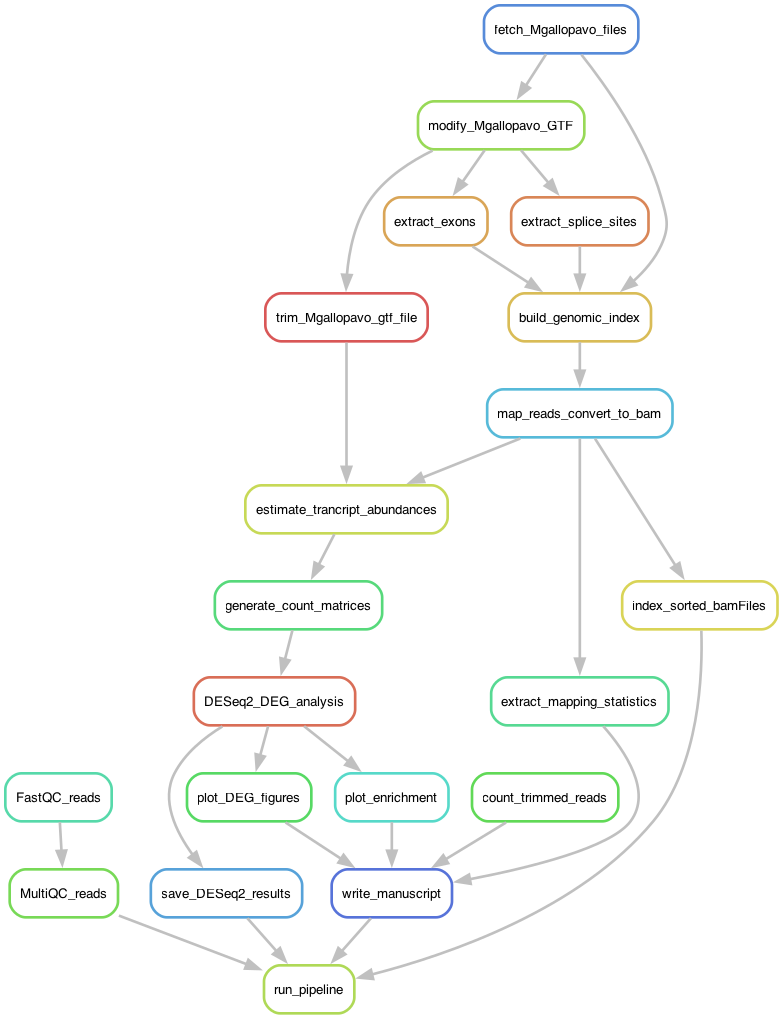 fetch_Mgallopavo_files
modify_Mgallopavo_GTF
extract_exons
extract_splice_sites
trim_Mgallopavo_gtf_file
build_genomic_index
map_reads_convert_to_bam
estimate_trancript_abundances
generate_count_matrices
index_sorted_bamFiles
DESeq2_DEG_analysis
extract_mapping_statistics
FastQC_reads
plot_DEG_figures
plot_enrichment
count_trimmed_reads
MultiQC_reads
save_DESeq2_results
write_manuscript
run_pipeline